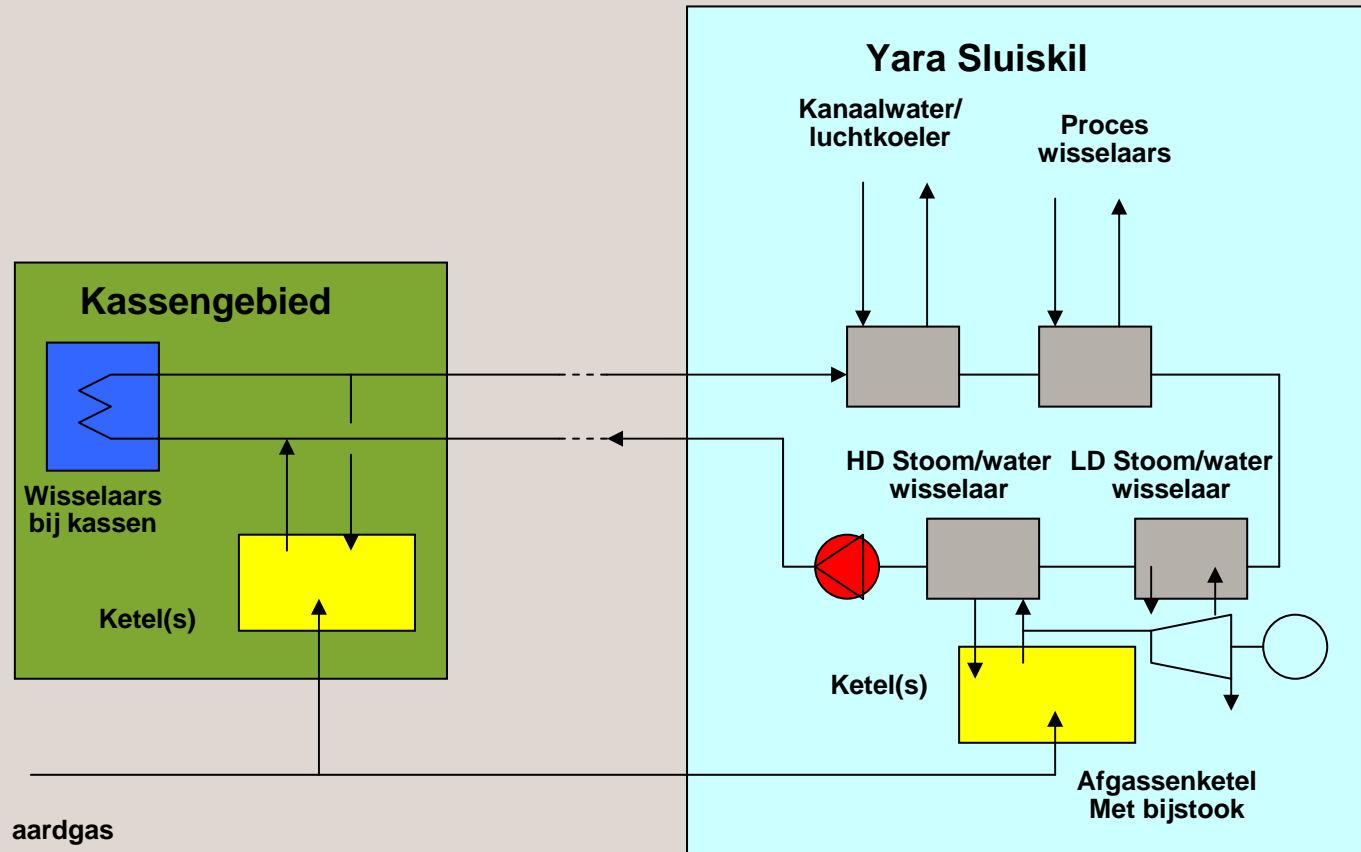 Yara Sluiskil
Kanaalwater/
luchtkoeler
Proces
wisselaars
Kassengebied
HD Stoom/water
wisselaar
LD Stoom/water
wisselaar
Wisselaars
bij kassen
Ketel(s)
Ketel(s)
Afgassenketel
Met bijstook
aardgas